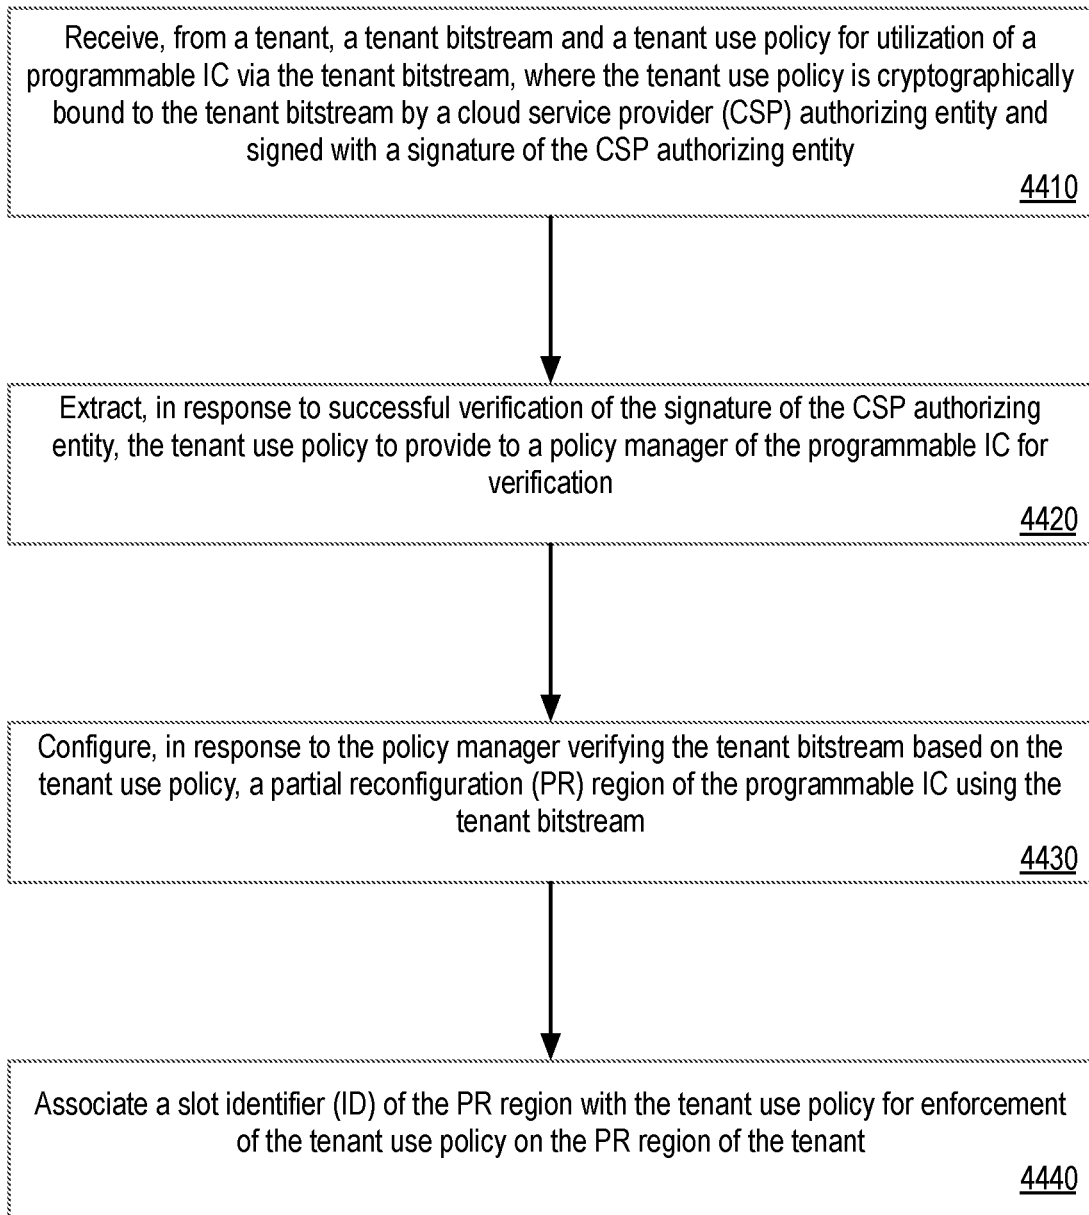 Receive, from a tenant, a tenant bitstream and a tenant use policy for utilization of a
programmable IC via the tenant bitstream, where the tenant use policy is cryptographically
bound to the tenant bitstream by a cloud service provider (CSP) authorizing entity and
signed with a signature of the CSP authorizing entity
4410
Extract, in response to successful verification of the signature of the CSP authorizing
entity, the tenant use policy to provide to a policy manager of the programmable IC for
verification
4420
Configure, in response to the policy manager verifying the tenant bitstream based on the
tenant use policy, a partial reconfiguration (PR) region of the programmable IC using the
tenant bitstream
4430
Associate a slot identifier (ID) of the PR region with the tenant use policy for enforcement
of the tenant use policy on the PR region of the tenant
4440